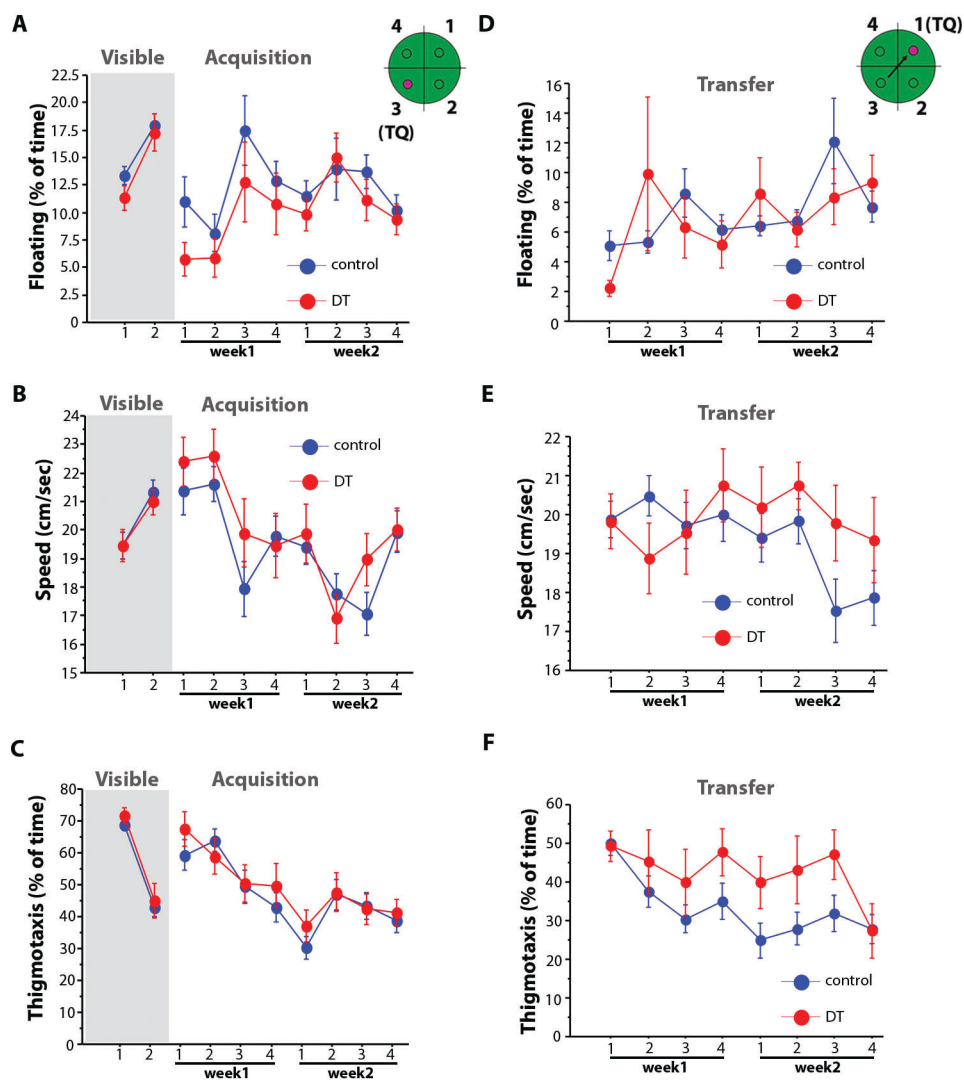 A
Visible
Acquisition
4
1
3
2
(TQ)
Floating (% of time)
22.5
20.0
17.5
15.0
12.5
10.0
7.5
5.0
2.5
0
control
DT
1 2 1 2 3 4 1 2 3 4
week1 week2
D
Transfer
4
1(TQ)
3
2
Floating (% of time)
16
14
12
10
8
6
4
2
0
control
DT
1 2 3 4 1 2 3 4
week1 week2
B
Visible
Acquisition
Speed (cm/sec)
24
23
22
21
20
19
18
17
16
15
control
DT
1 2 1 2 3 4 1 2 3 4
week1 week2
E
Transfer
Speed (cm/sec)
22
21
20
19
18
17
16
control
DT
1 2 3 4 1 2 3 4
week1 week2
C
Visible
Acquisition
Thigmotaxis (% of time)
80
70
60
50
40
30
20
10
0
1 2 1 2 3 4 1 2 3 4
week1 week2
F
Transfer
Thigmotaxis (% of time)
60
50
40
30
20
10
0
control
DT
1 2 3 4 1 2 3 4
week1 week2